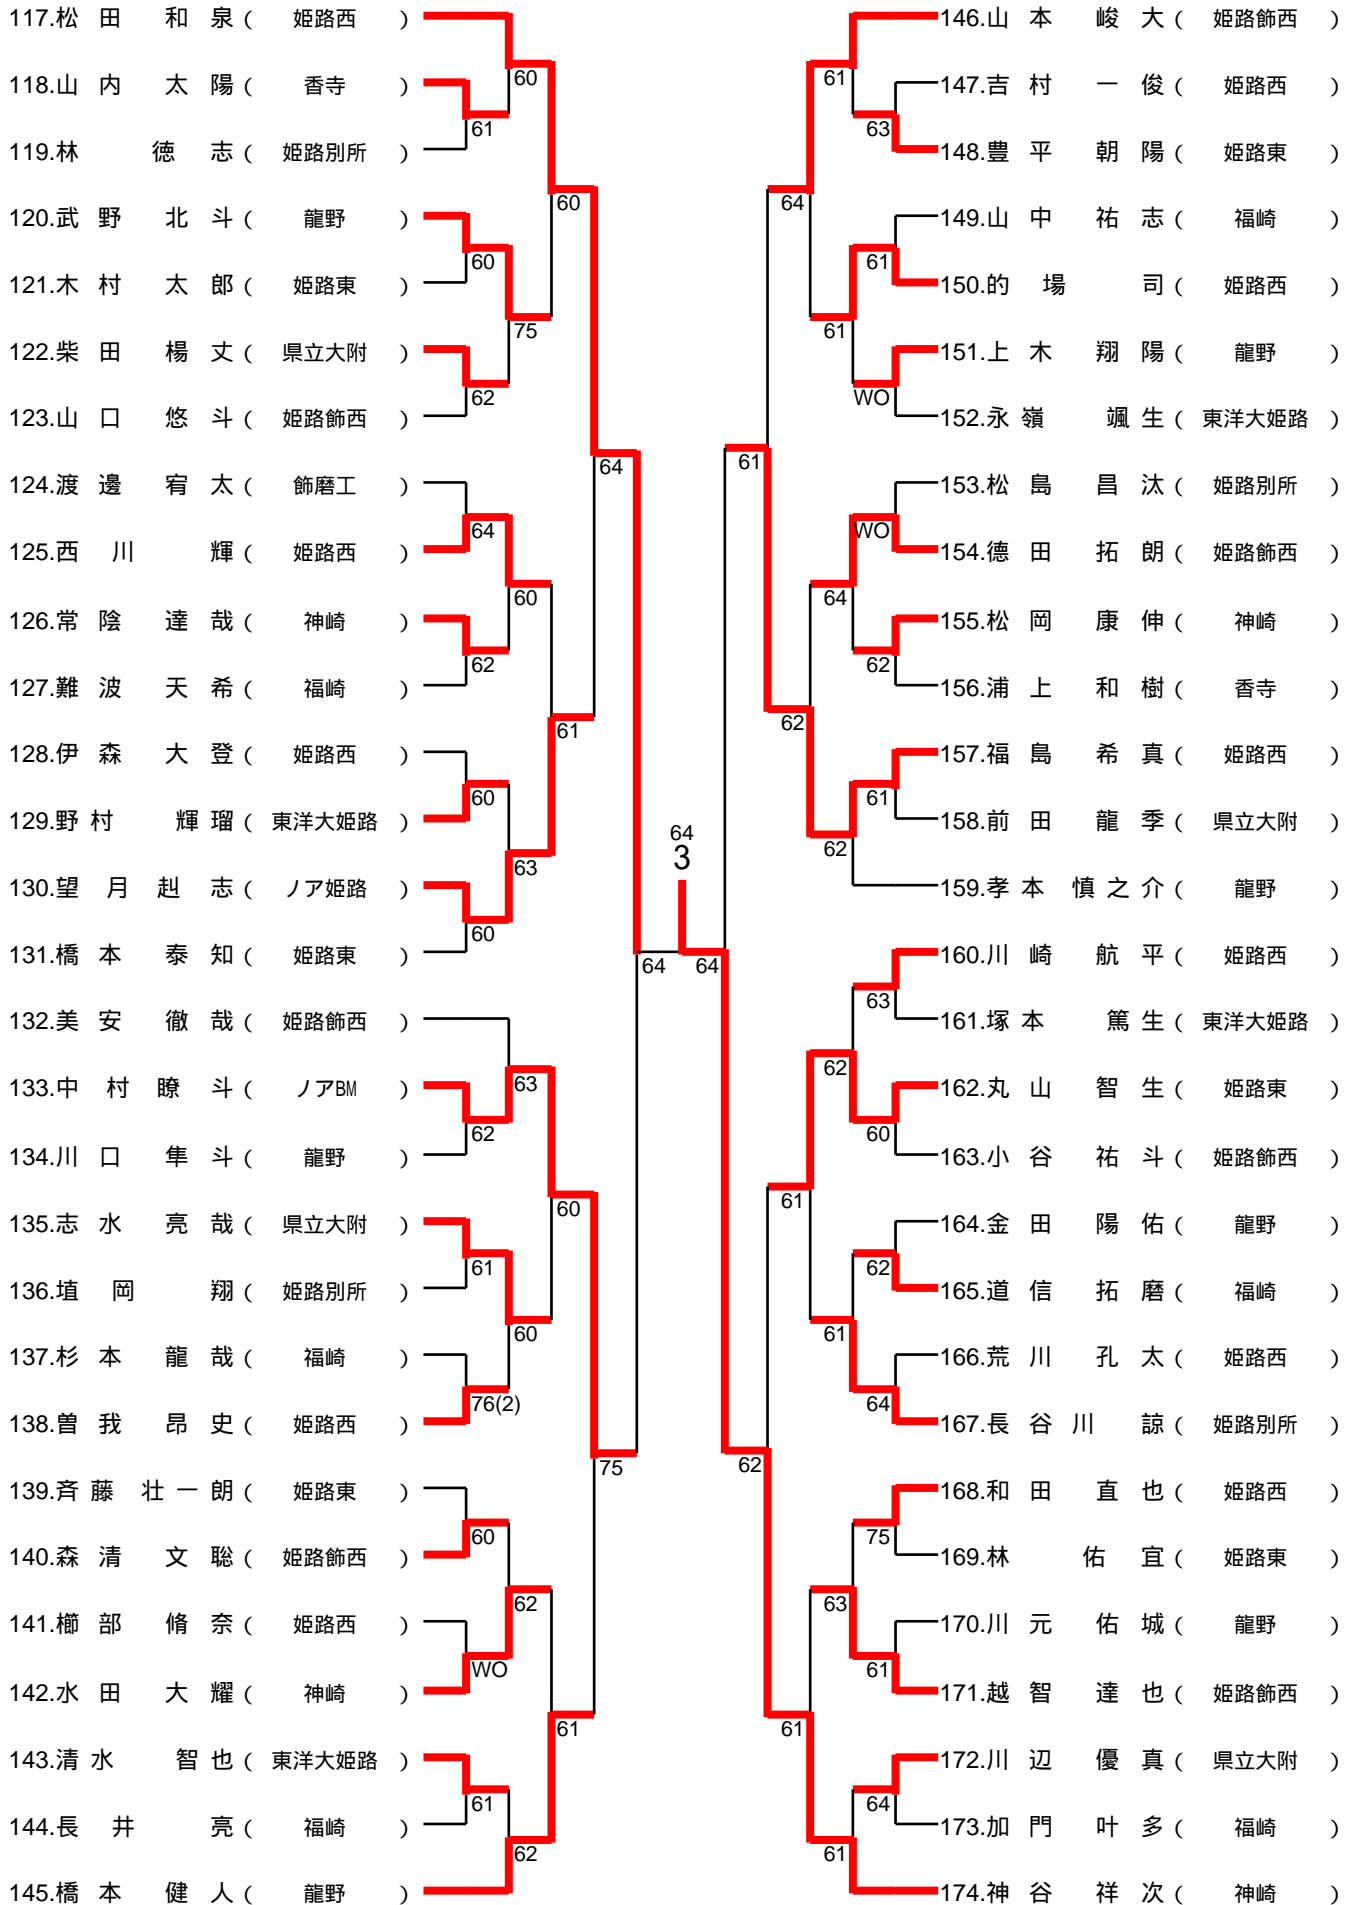 117.松田 和泉 ( 姫路西 )
60
118.山内 太陽 ( 香寺 )
61
119.林 徳志 ( 姫路別所 )
60
120.武野 北斗 ( 龍野 )
60
121.木村 太郎 ( 姫路東 )
75
122.柴田 楊丈 ( 県立大附 )
62
123.山口 悠斗 ( 姫路飾西 )
64
124.渡邊 宥太 ( 飾磨工 )
64
125.西川 輝 ( 姫路西 )
60
126.常陰 達哉 ( 神崎 )
62
127.難波 天希 ( 福崎 )
61
128.伊森 大登 ( 姫路西 )
60
129.野村 輝瑠 ( 東洋大姫路 )
63
130.望月 赳志 ( ノア姫路 )
60
131.橋本 泰知 ( 姫路東 )
64
132.美安 徹哉 ( 姫路飾西 )
63
133.中村 瞭斗 ( ノアBM )
62
134.川口 隼斗 ( 龍野 )
60
135.志水 亮哉 ( 県立大附 )
61
136.埴岡 翔 ( 姫路別所 )
60
137.杉本 龍哉 ( 福崎 )
76(2)
138.曽我 昂史 ( 姫路西 )
75
139.斉藤 壮一朗 ( 姫路東 )
60
140.森清 文聡 ( 姫路飾西 )
62
141.櫛部 脩奈 ( 姫路西 )
WO
142.水田 大耀 ( 神崎 )
61
143.清水 智也 ( 東洋大姫路 )
61
144.長井 亮 ( 福崎 )
62
145.橋本 健人 ( 龍野 )
64
3
64
146.山本 峻大 ( 姫路飾西 )
61
147.吉村 一俊 ( 姫路西 )
63
148.豊平 朝陽 ( 姫路東 )
64
149.山中 祐志 ( 福崎 )
61
150.的場 司 ( 姫路西 )
61
151.上木 翔陽 ( 龍野 )
WO
152.永嶺 颯生 ( 東洋大姫路 )
61
153.松島 昌汰 ( 姫路別所 )
WO
154.德田 拓朗 ( 姫路飾西 )
64
155.松岡 康伸 ( 神崎 )
62
156.浦上 和樹 ( 香寺 )
62
157.福島 希真 ( 姫路西 )
61
158.前田 龍季 ( 県立大附 )
62
159.孝本 慎之介 ( 龍野 )
160.川崎 航平 ( 姫路西 )
63
161.塚本 篤生 ( 東洋大姫路 )
62
162.丸山 智生 ( 姫路東 )
60
163.小谷 祐斗 ( 姫路飾西 )
61
164.金田 陽佑 ( 龍野 )
62
165.道信 拓磨 ( 福崎 )
61
166.荒川 孔太 ( 姫路西 )
64
167.長谷川 諒 ( 姫路別所 )
62
168.和田 直也 ( 姫路西 )
75
169.林 佑宜 ( 姫路東 )
63
170.川元 佑城 ( 龍野 )
61
171.越智 達也 ( 姫路飾西 )
61
172.川辺 優真 ( 県立大附 )
64
173.加門 叶多 ( 福崎 )
61
174.神谷 祥次 ( 神崎 )